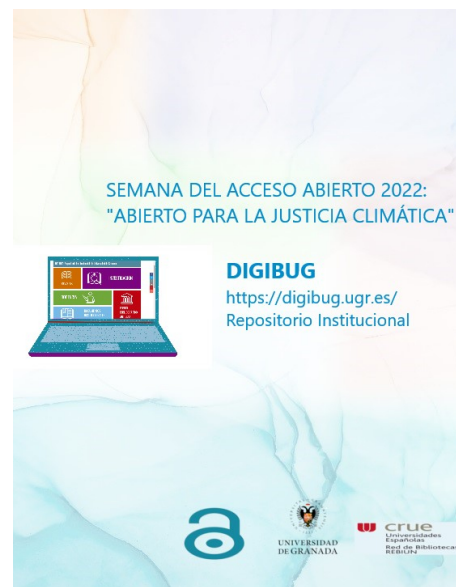 SEMANA DEL ACCESO ABIERTO 2022:
"ABIERTO PARA LA JUSTICIA CLIMÁTICA"
DIGIBUG
https://digibug.ugr.es/
Repositorio Institucional
UNIVERSIDAD
DE GRANADA
crue
Universidades
Españolas
Red de Bibliotecas
REBIUN